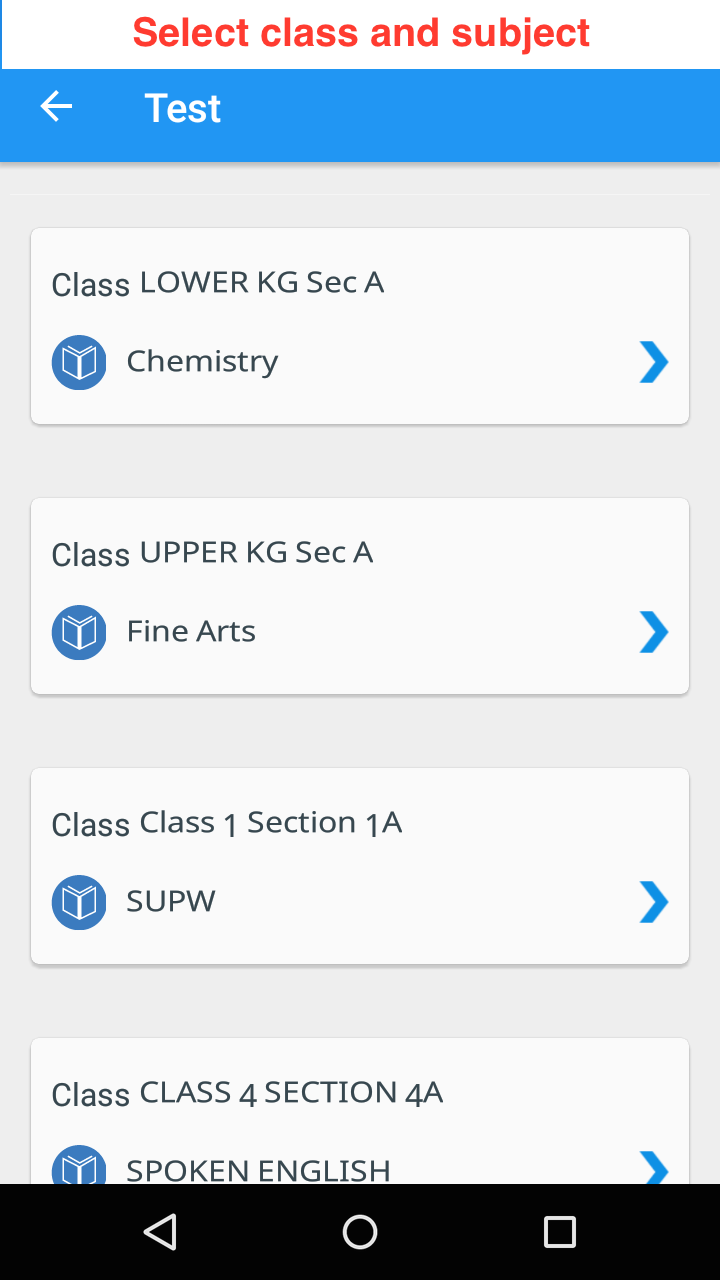 Select class and subject
Test
Class LOWER KG Sec A
Chemistry
Class UPPER KG Sec A
Fine Arts
Class Class 1 Section 1A
SUPW
Class CLASS 4 SECTION 4A
SPOKEN ENGLISH